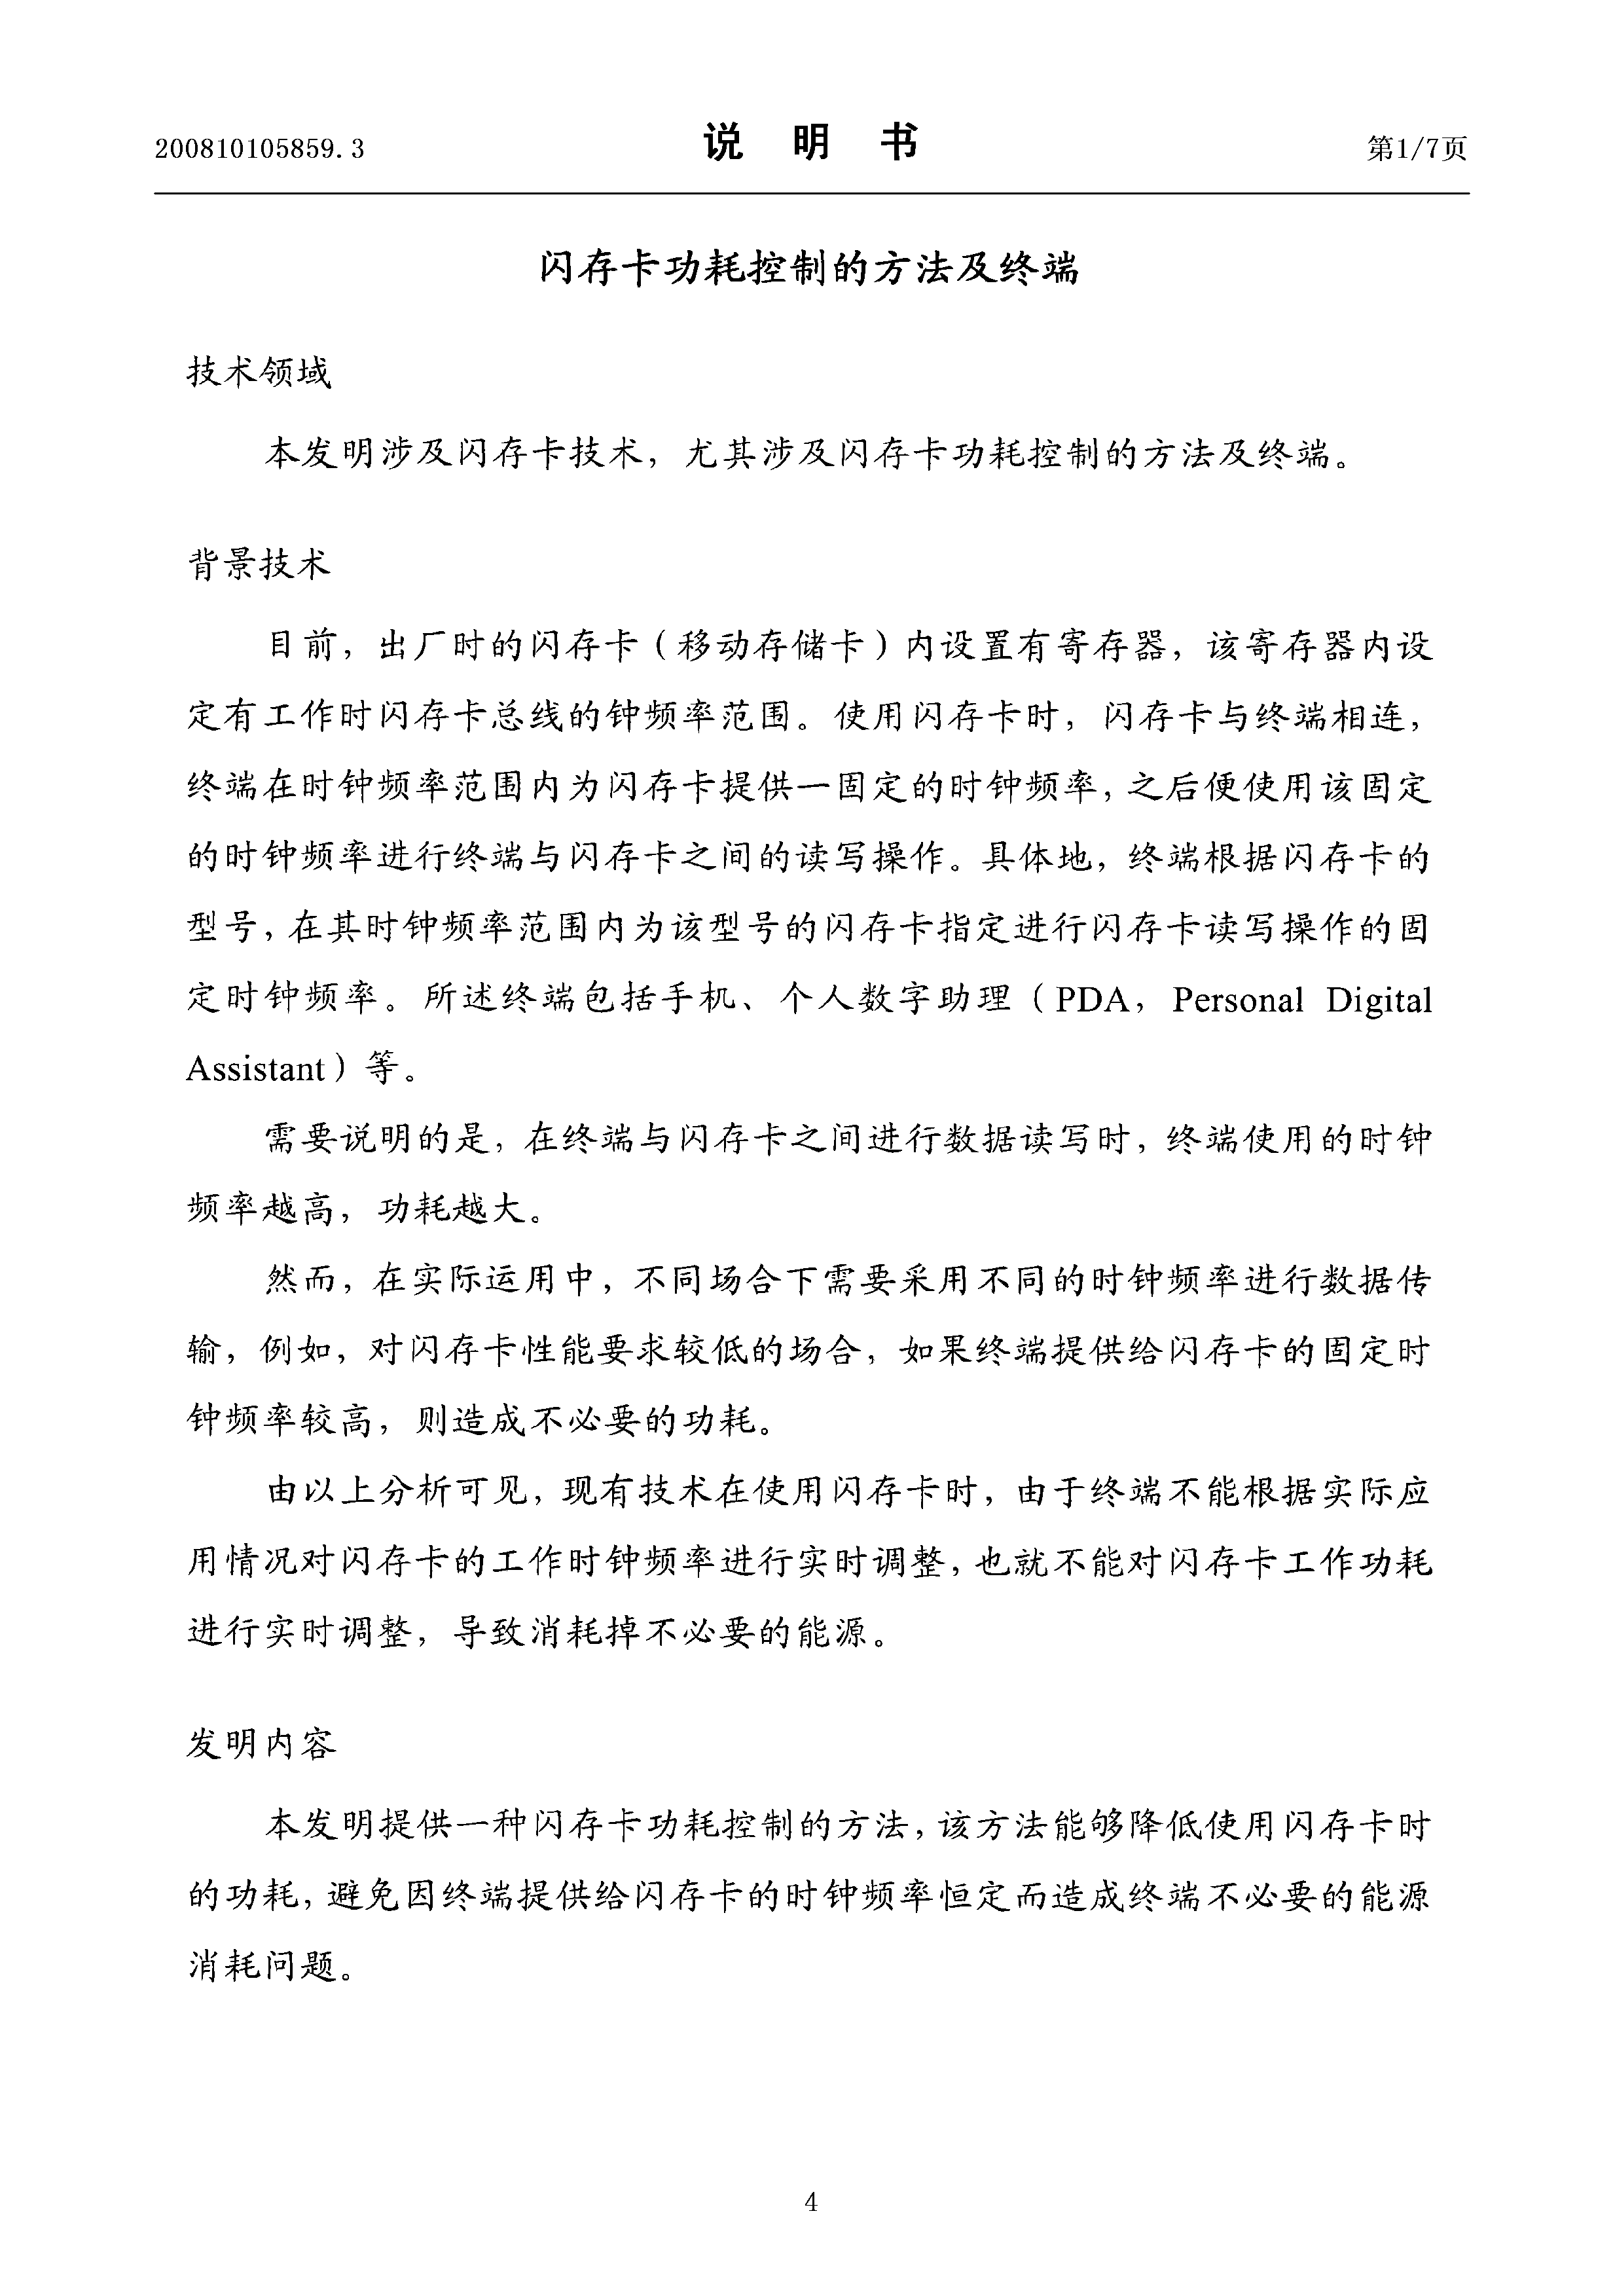 200810105859.3
说 明 书
第1/7页
闪存卡功耗控制的方法及终端
技术领域
本发明涉及闪存卡技术，尤其涉及闪存卡功耗控制的方法及终端。
背景技术
目前，出厂时的闪存卡（移动存储卡）内设置有寄存器，该寄存器内设
定有工作时闪存卡总线的钟频率范围。使用闪存卡时，闪存卡与终端相连，
终端在时钟频率范围内为闪存卡提供一固定的时钟频率，之后便使用该固定
的时钟频率进行终端与闪存卡之间的读写操作。具体地，终端根据闪存卡的
型号，在其时钟频率范围内为该型号的闪存卡指定进行闪存卡读写操作的固
定时钟频率。所述终端包括手机、个人数字助理（PDA，Personal Digital
Assistant）等。
需要说明的是，在终端与闪存卡之间进行数据读写时，终端使用的时钟
频率越高，功耗越大。
然而，在实际运用中，不同场合下需要采用不同的时钟频率进行数据传
输，例如，对闪存卡性能要求较低的场合，如果终端提供给闪存卡的固定时
钟频率较高，则造成不必要的功耗。
由以上分析可见，现有技术在使用闪存卡时，由于终端不能根据实际应
用情况对闪存卡的工作时钟频率进行实时调整，也就不能对闪存卡工作功耗
进行实时调整，导致消耗掉不必要的能源。
发明内容
本发明提供一种闪存卡功耗控制的方法，该方法能够降低使用闪存卡时
的功耗，避免因终端提供给闪存卡的时钟频率恒定而造成终端不必要的能源
消耗问题。
4